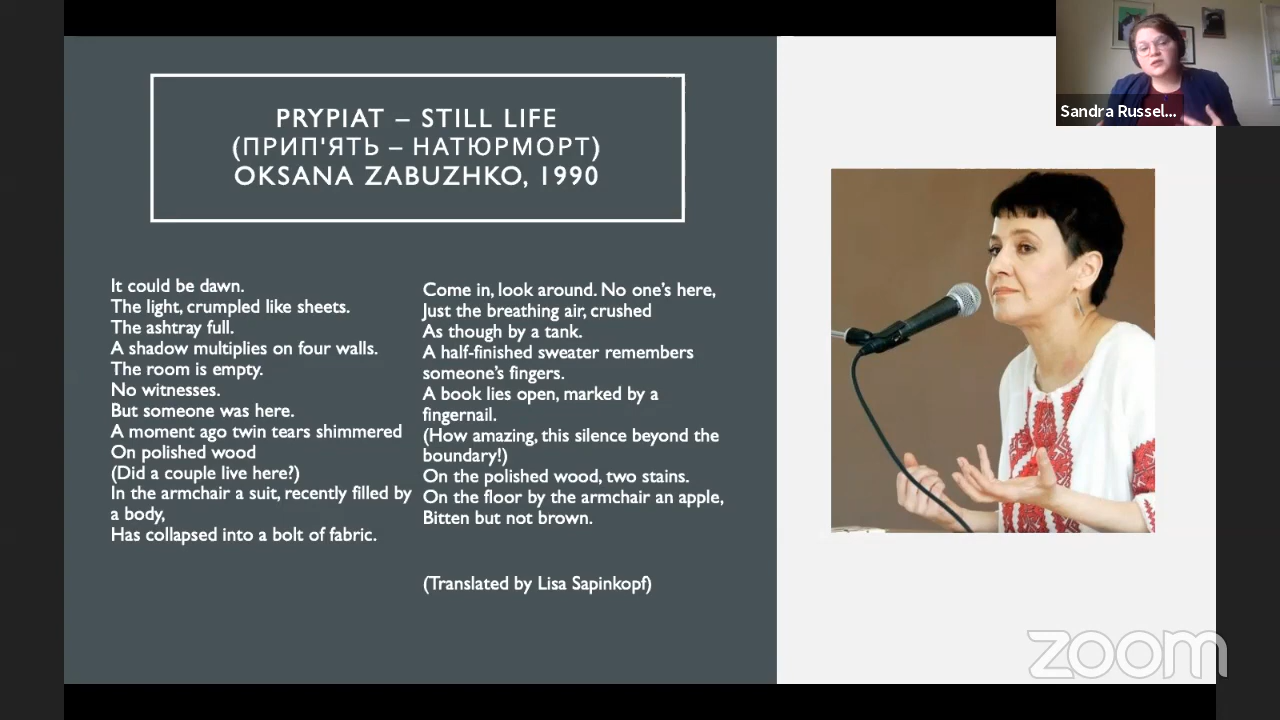 PRYPIAT – STILL LIFE
(ПРИП'ЯТЬ – НАТЮРМОРТ)
OKSANA ZABUZHKO, 1990
It could be dawn.
The light, crumpled like sheets.
The ashtray full.
A shadow multiplies on four walls.
The room is empty.
No witnesses.
But someone was here.
A moment ago twin tears shimmered
On polished wood
(Did a couple live here?)
In the armchair a suit, recently filled by
a body,
Has collapsed into a bolt of fabric.
Come in, look around. No one's here,
Just the breathing air, crushed
As though by a tank.
A half-finished sweater remembers
someone's fingers.
A book lies open, marked by a
fingernail.
(How amazing, this silence beyond the
boundary!)
On the polished wood, two stains.
On the floor by the armchair an apple,
Bitten but not brown.
(Translated by Lisa Sapinkopf)
Sandra Russel...
zoom